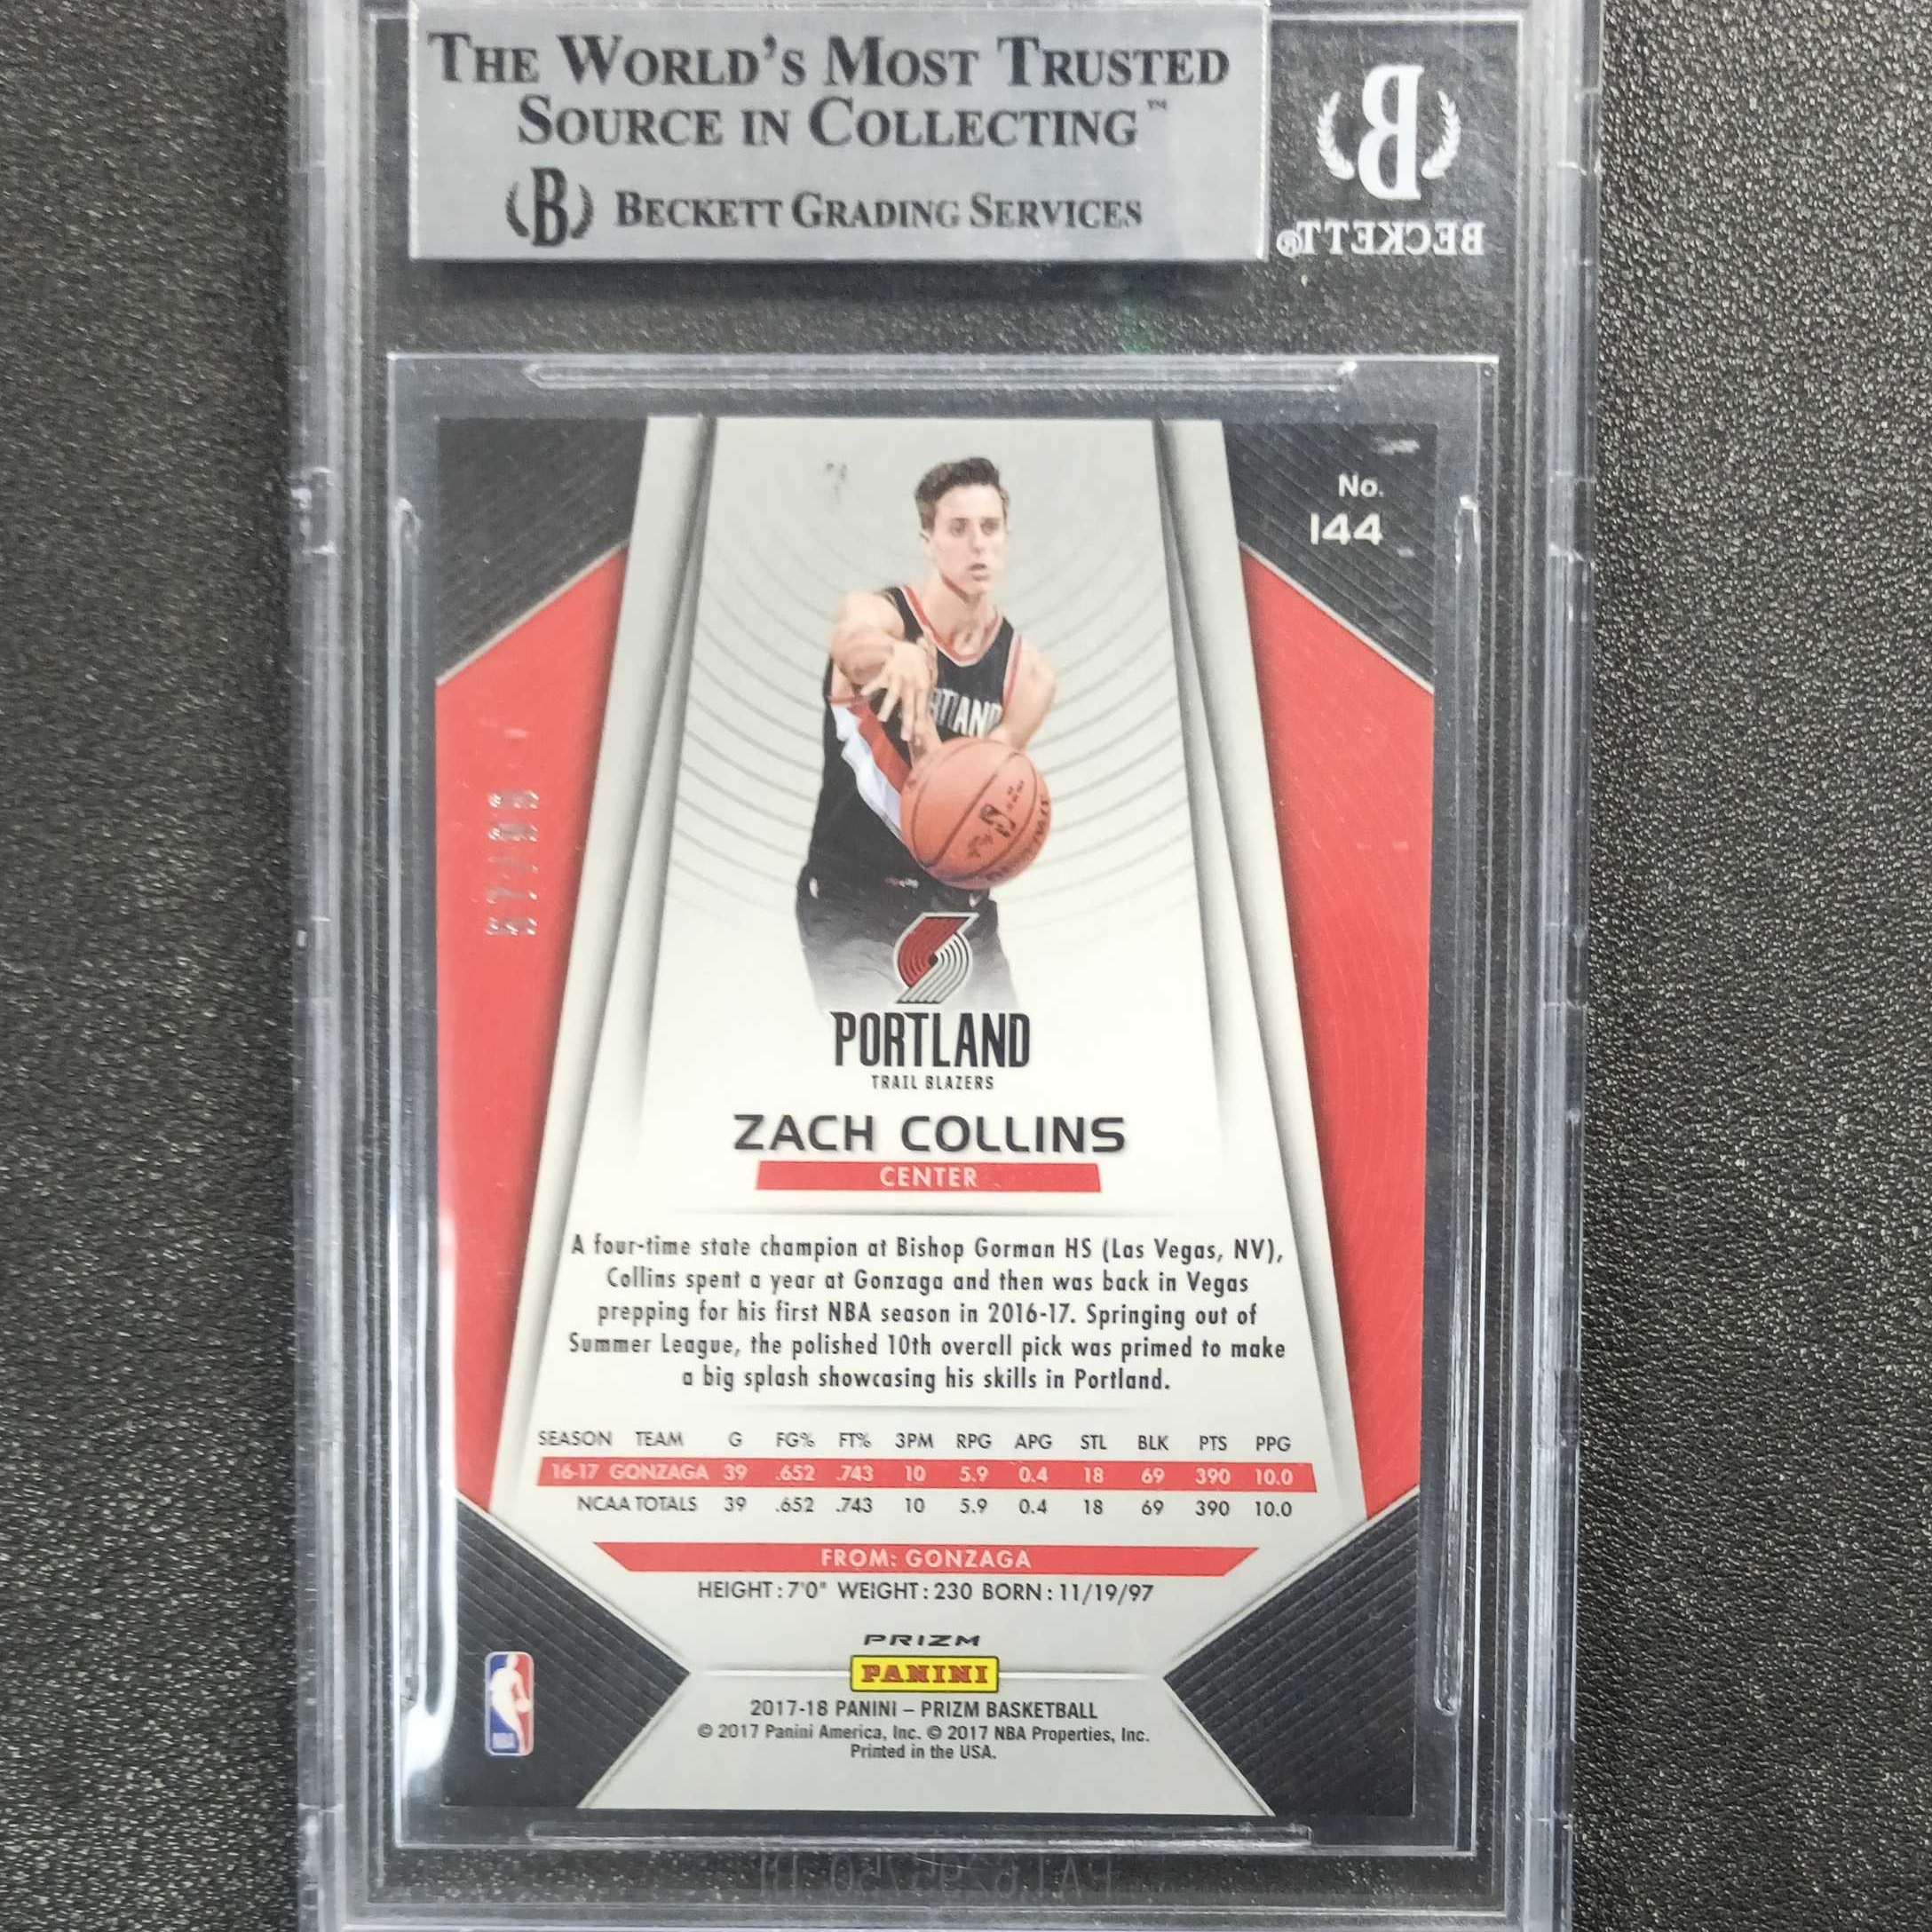 THE WORLD'S MOST TRUSTED
SOURCE IN COLLECTING™
B BECKETT GRADING SERVICES
B
BECKETT®
No.
144
PORTLAND
TRAIL BLAZERS
ZACH COLLINS
CENTER
A four-time state champion at Bishop Gorman HS (Las Vegas, NV),
Collins spent a year at Gonzaga and then was back in Vegas
prepping for his first NBA season in 2016-17. Springing out of
Summer League, the polished 10th overall pick was primed to make
a big splash showcasing his skills in Portland.
SEASON TEAM G FG% FT% 3PM RPG APG STL BLK PTS PPG
16-17 GONZAGA 39 .652 .743 10 5.9 0.4 18 69 390 10.0
NCAA TOTALS 39 .652 .743 10 5.9 0.4 18 69 390 10.0
FROM: GONZAGA
HEIGHT: 7'0" WEIGHT: 230 BORN: 11/19/97
PRIZM
PANINI
NBA
2017-18 PANINI – PRIZM BASKETBALL
© 2017 Panini America, Inc. © 2017 NBA Properties, Inc.
Printed in the USA.